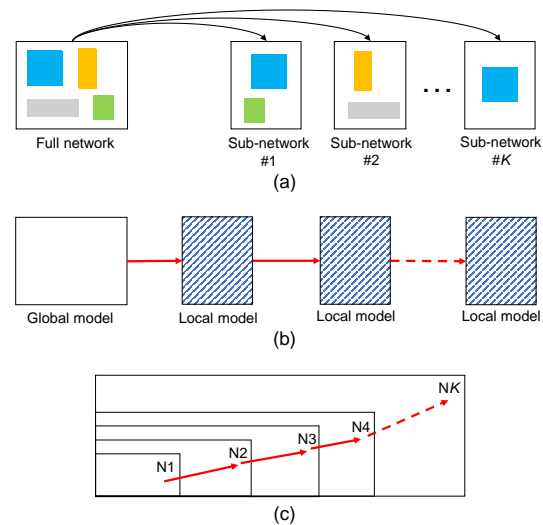 Full network
Sub-network
#1
Sub-network
#2
...
Sub-network
#K
(a)
Global model
Local model
Local model
Local model
(b)
N1
N2
N3
N4
NK
(c)